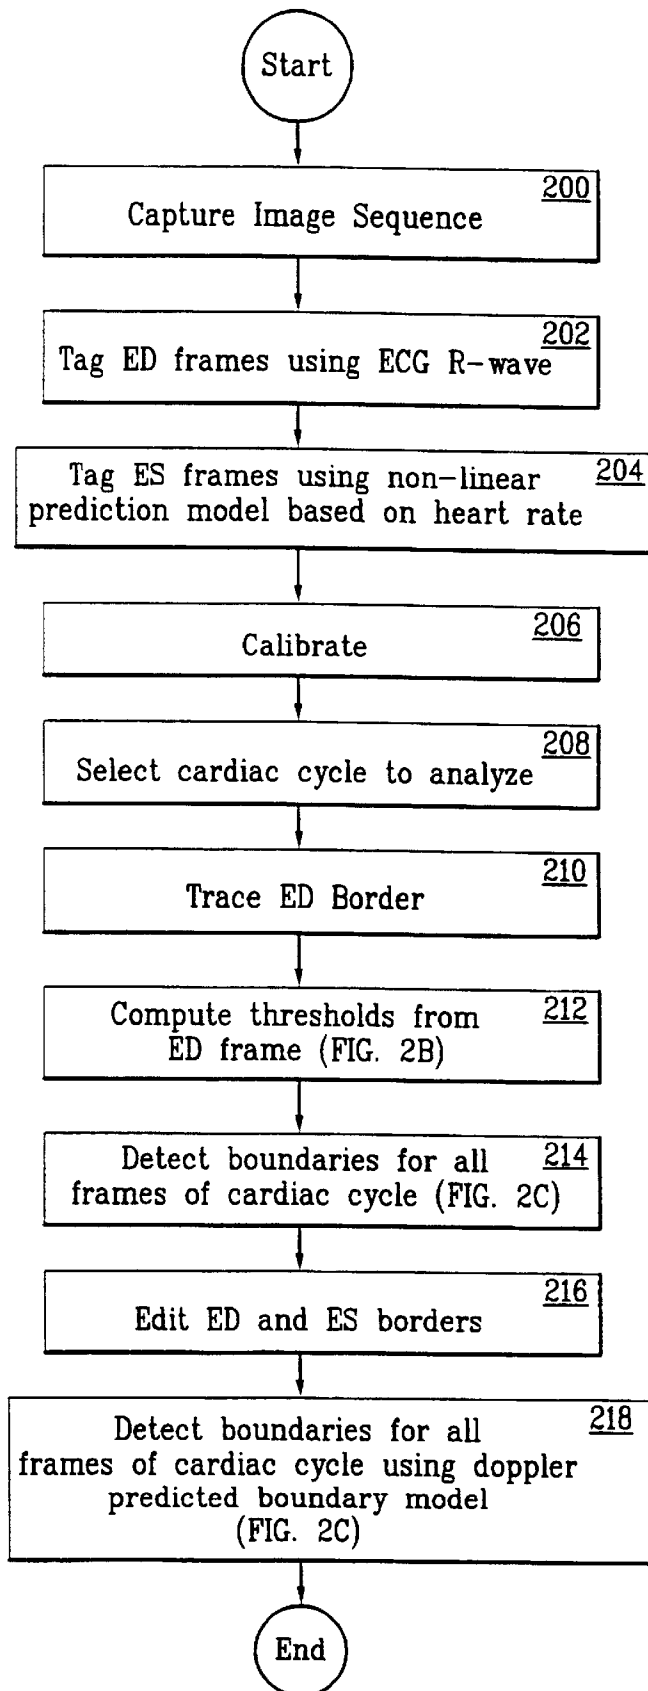 Start
200
Capture Image Sequence
202
Tag ED frames using ECG R-wave
204
Tag ES frames using non-linear
prediction model based on heart rate
206
Calibrate
208
Select cardiac cycle to analyze
210
Trace ED Border
212
Compute thresholds from
ED frame (FIG. 2B)
214
Detect boundaries for all
frames of cardiac cycle (FIG. 2C)
216
Edit ED and ES borders
218
Detect boundaries for all
frames of cardiac cycle using doppler
predicted boundary model
(FIG. 2C)
End